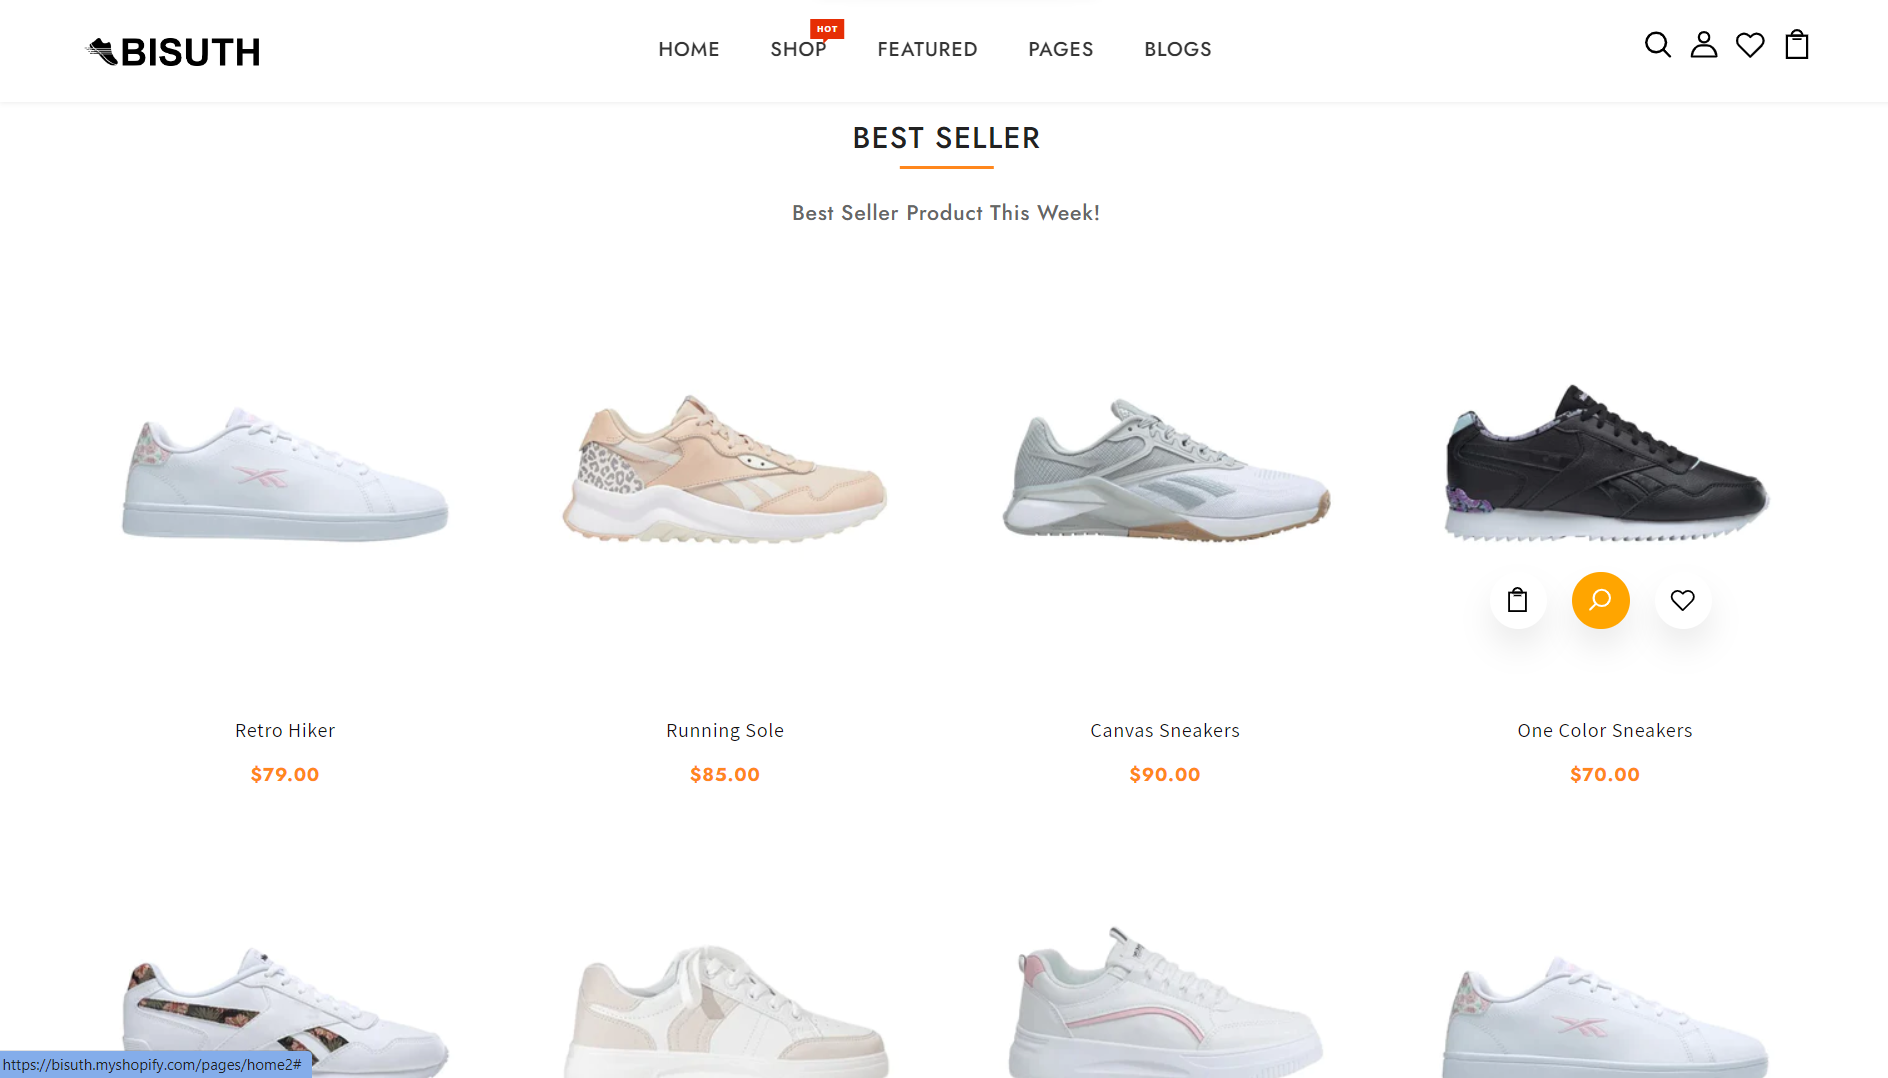 BISUTH
HOME
SHOP
HOT
FEATURED
PAGES
BLOGS
BEST SELLER
Best Seller Product This Week!
Retro Hiker
$79.00
Running Sole
$85.00
Canvas Sneakers
$90.00
One Color Sneakers
$70.00
https://bisuth.myshopify.com/pages/home2#